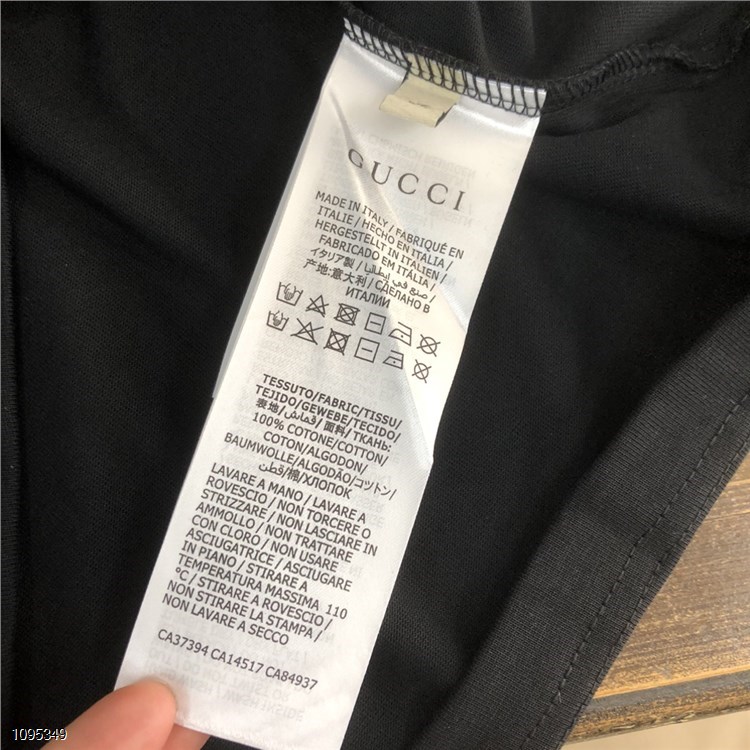 GUCCI
MADE IN ITALY / FABRIQUÉ EN
ITALIE / HECHO EN ITALIA /
HERGESTELLT IN ITALIEN /
FABRICADO EM ITÁLIA /
イタリア製 / صنع في إيطاليا /
产地:意大利 / СДЕЛАНО В
ИТАЛИИ
TESSUTO/FABRIC/TISSU/
TEJIDO/GEWEBE/TECIDO/
表地/قماش/面料/ТКАНЬ:
100% COTONE/COTTON/
COTON/ALGODON/
BAUMWOLLE/ALGODÃO/コットン/
قطن/棉/ХЛОПОК
LAVARE A MANO / LAVARE A
ROVESCIO / NON TORCERE O
STRIZZARE / NON LASCIARE IN
AMMOLLO / NON TRATTARE
CON CLORO / NON USARE
ASCIUGATRICE / ASCIUGARE
IN PIANO / STIRARE A
TEMPERATURA MASSIMA 110
°C / STIRARE A ROVESCIO /
NON STIRARE LA STAMPA /
NON LAVARE A SECCO
CA37394 CA14517 CA84937
1095349